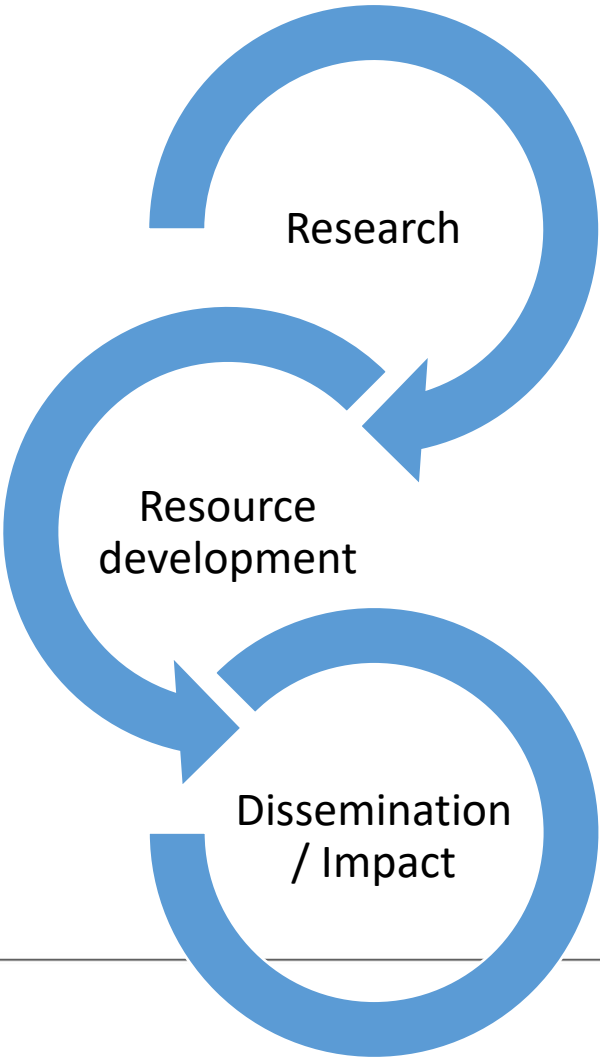 Research
Resource
development
Dissemination
/ Impact